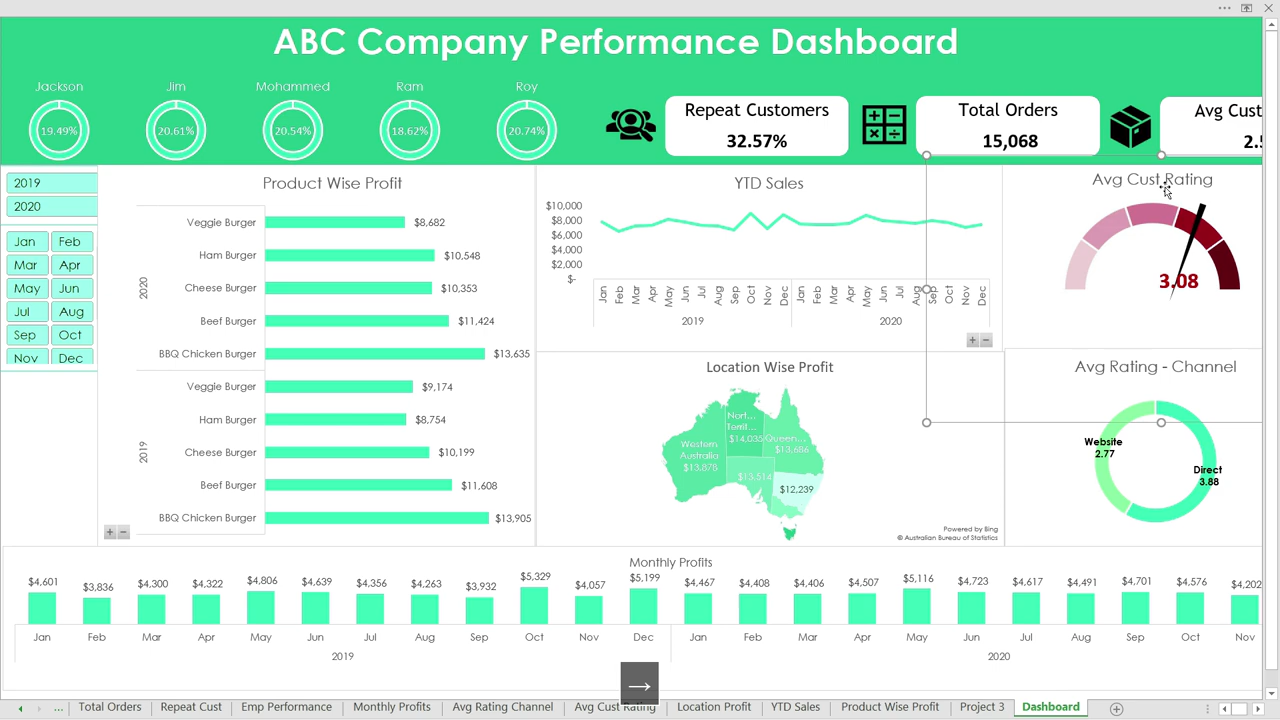 ABC Company Performance Dashboard
Jackson
Jim
Mohammed
Ram
Roy
19.49%
20.61%
20.54%
18.62%
20.74%
Repeat Customers
32.57%
Total Orders
15,068
Avg Cust
2.5
2019
2020
Jan Feb
Mar Apr
May Jun
Jul Aug
Sep Oct
Nov Dec
Product Wise Profit
2020
Veggie Burger $8,682
Ham Burger $10,548
Cheese Burger $10,353
Beef Burger $11,424
BBQ Chicken Burger $13,635
2019
Veggie Burger $9,174
Ham Burger $8,754
Cheese Burger $10,199
Beef Burger $11,608
BBQ Chicken Burger $13,905
YTD Sales
$10,000
$8,000
$6,000
$4,000
$2,000
$-
Jan Feb Mar Apr May Jun Jul Aug Sep Oct Nov Dec Jan Feb Mar Apr May Jun Jul Aug Sep Oct Nov Dec
2019 2020
Avg Cust Rating
3.08
Location Wise Profit
Nort...
Territ...
$14,035
Queen...
$13,686
Western
Australia
$13,878
$13,514
$12,239
Powered by Bing
© Australian Bureau of Statistics
Avg Rating - Channel
Website
2.77
Direct
3.88
Monthly Profits
$4,601 $3,836 $4,300 $4,322 $4,806 $4,639 $4,356 $4,263 $3,932 $5,329 $4,057 $5,199 $4,467 $4,408 $4,406 $4,507 $5,116 $4,723 $4,617 $4,491 $4,701 $4,576 $4,202
Jan Feb Mar Apr May Jun Jul Aug Sep Oct Nov Dec Jan Feb Mar Apr May Jun Jul Aug Sep Oct Nov
2019 2020
... Total Orders Repeat Cust Emp Performance Monthly Profits Avg Rating Channel Avg Cust Rating Location Profit YTD Sales Product Wise Profit Project 3 Dashboard